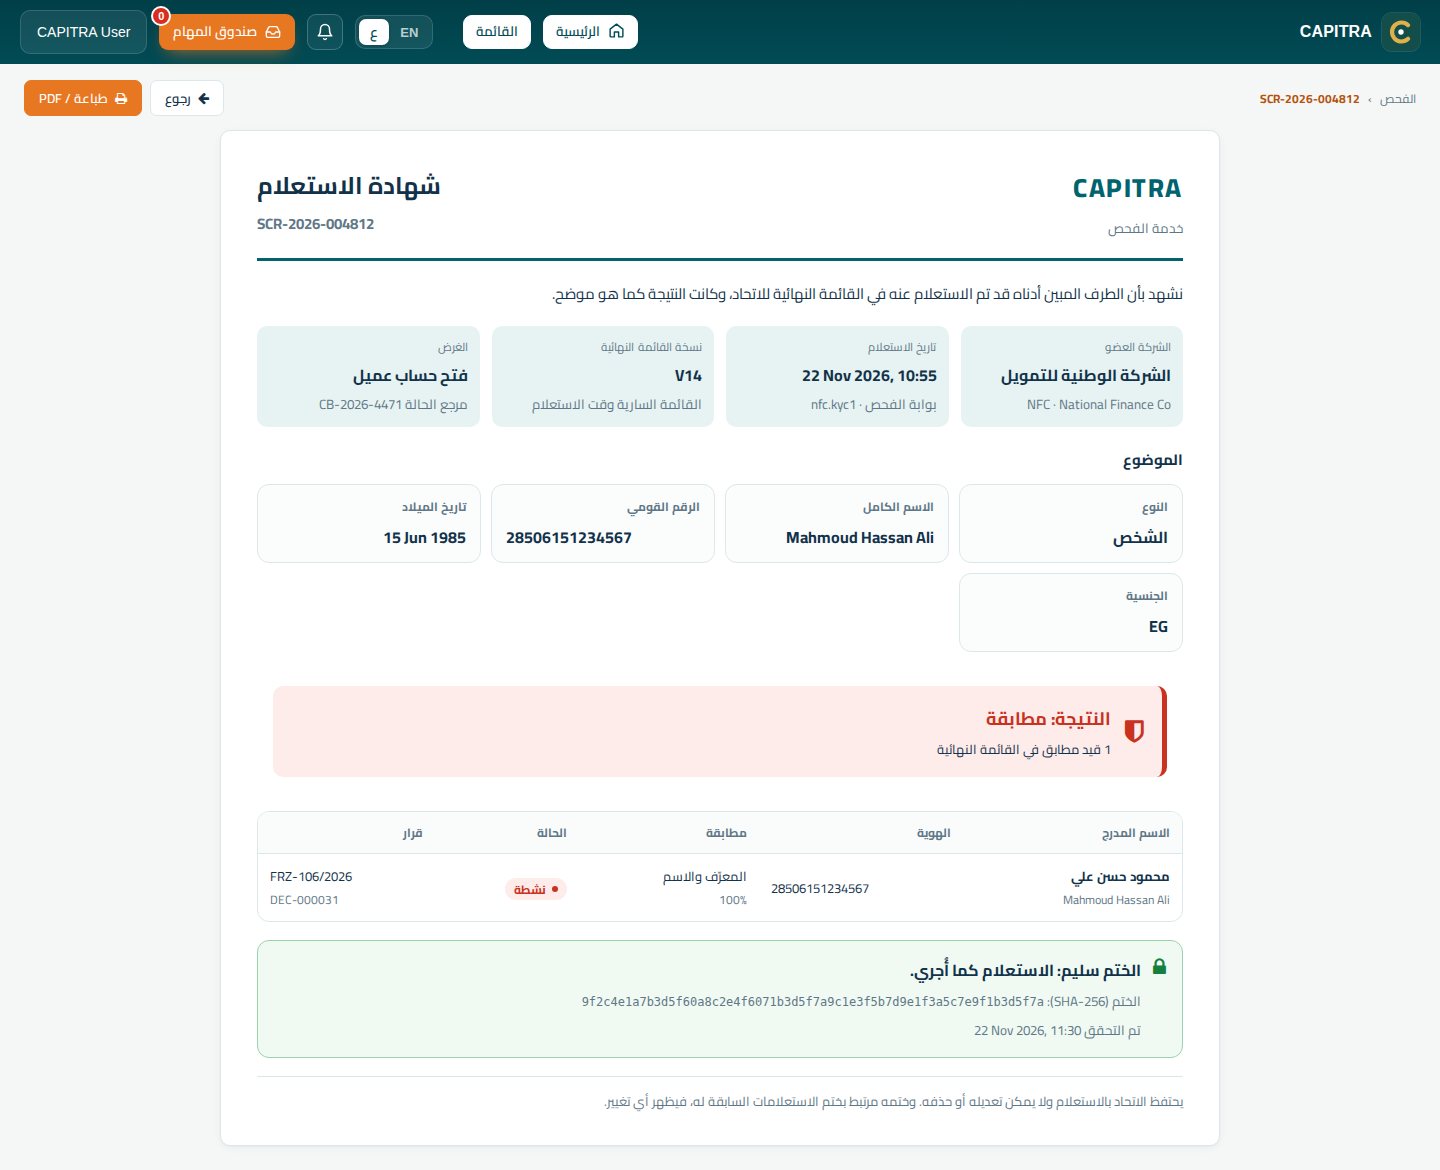 CAPITRA
الرئيسية
القائمة
EN
ع
صندوق المهام
0
CAPITRA User
الفحص › SCR-2026-004812
رجوع
طباعة / PDF
CAPITRA
خدمة الفحص
شهادة الاستعلام
SCR-2026-004812
نشهد بأن الطرف المبين أدناه قد تم الاستعلام عنه في القائمة النهائية للاتحاد، وكانت النتيجة كما هو موضح.
الشركة العضو
الشركة الوطنية للتمويل
NFC · National Finance Co
تاريخ الاستعلام
22 Nov 2026, 10:55
بوابة الفحص · nfc.kyc1
نسخة القائمة النهائية
V14
القائمة السارية وقت الاستعلام
الغرض
فتح حساب عميل
مرجع الحالة CB-2026-4471
الموضوع
النوع
الشخص
الاسم الكامل
Mahmoud Hassan Ali
الرقم القومي
28506151234567
تاريخ الميلاد
15 Jun 1985
الجنسية
EG
النتيجة: مطابقة
1 قيد مطابق في القائمة النهائية
الاسم المدرج الهوية مطابقة الحالة قرار
محمود حسن علي
Mahmoud Hassan Ali
28506151234567
المعرّف والاسم
100%
نشطة
FRZ-106/2026
DEC-000031
الختم سليم: الاستعلام كما أُجري.
الختم (SHA-256): 9f2c4e1a7b3d5f60a8c2e4f6071b3d5f7a9c1e3f5b7d9e1f3a5c7e9f1b3d5f7a
تم التحقق 22 Nov 2026, 11:30
يحتفظ الاتحاد بالاستعلام ولا يمكن تعديله أو حذفه. وختمه مرتبط بختم الاستعلامات السابقة له، فيظهر أي تغيير.